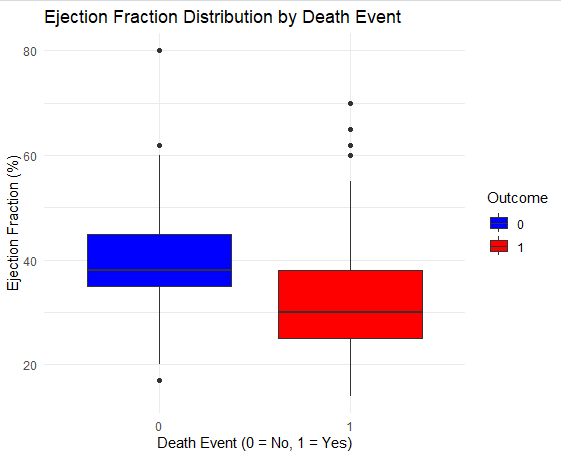 Ejection Fraction Distribution by Death Event
Ejection Fraction (%)
80
60
40
20
0
1
Death Event (0 = No, 1 = Yes)
Outcome
0
1